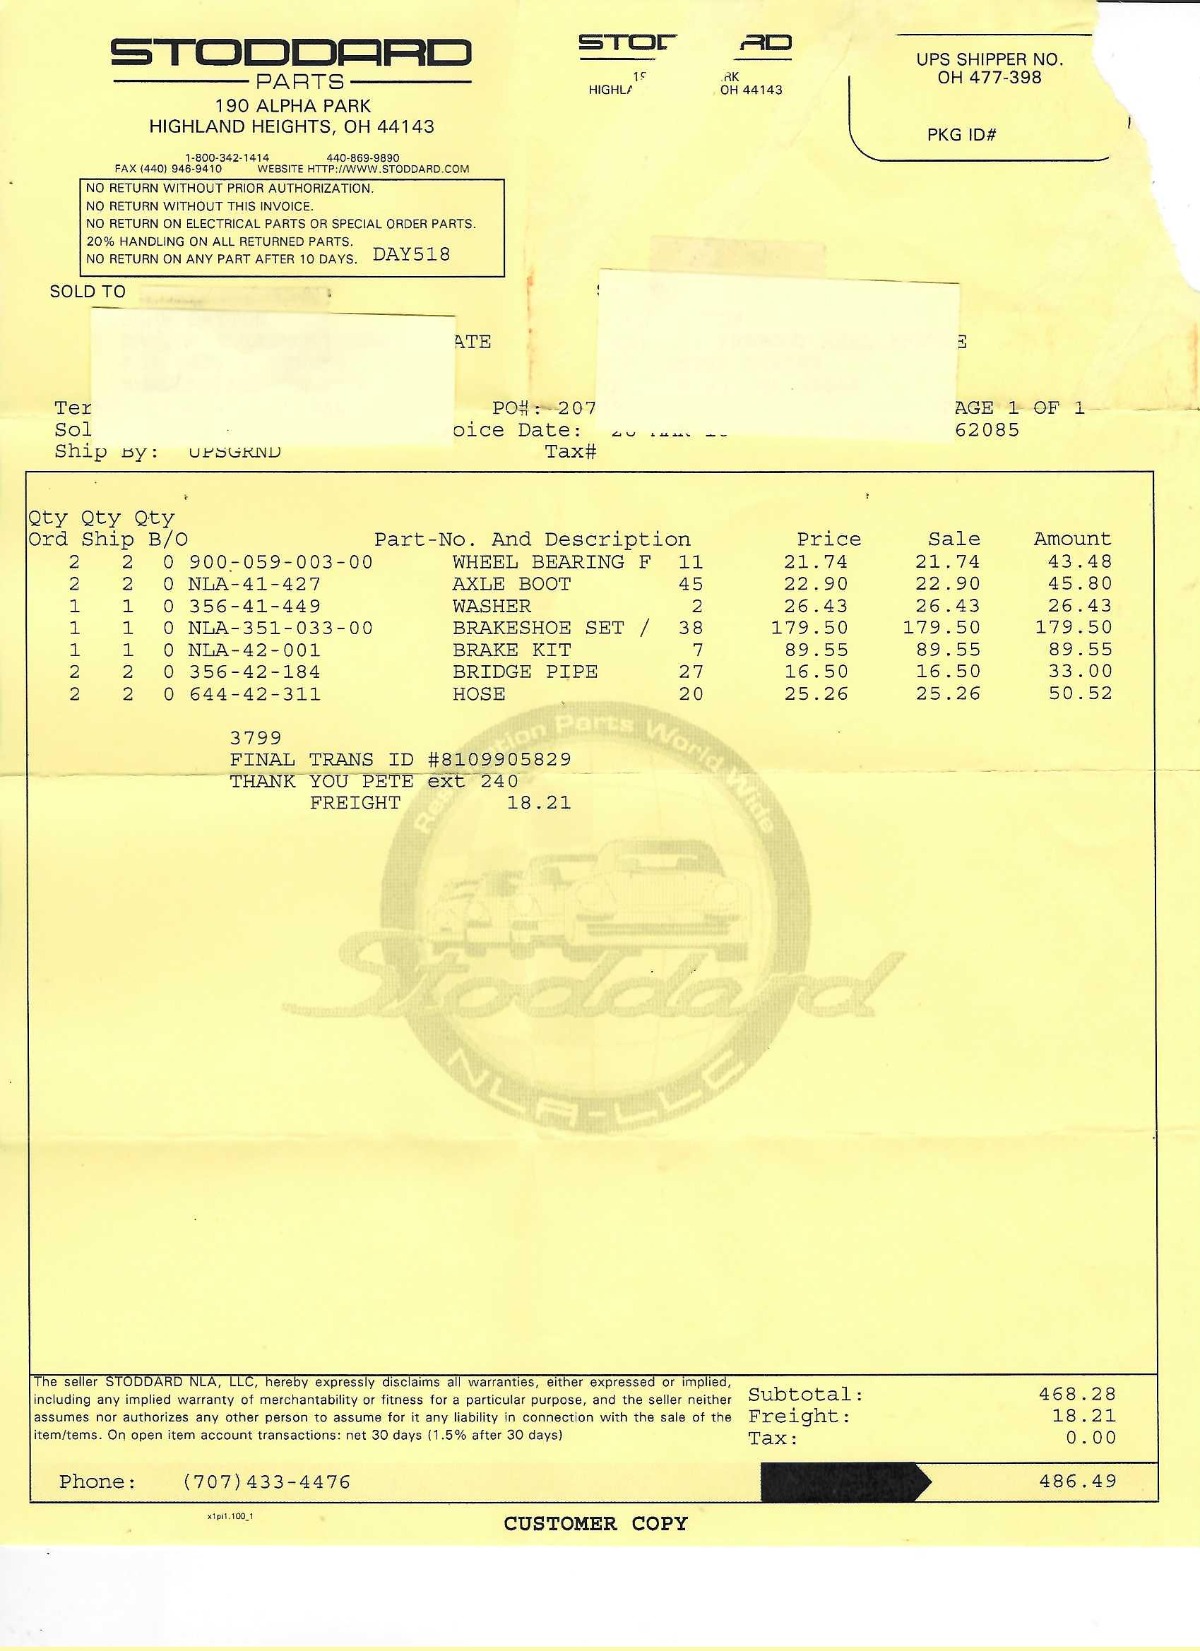 STODDARD
PARTS
190 ALPHA PARK
HIGHLAND HEIGHTS, OH 44143
1-800-342-1414 440-869-9890
FAX (440) 946-9410 WEBSITE HTTP://WWW.STODDARD.COM
NO RETURN WITHOUT PRIOR AUTHORIZATION.
NO RETURN WITHOUT THIS INVOICE.
NO RETURN ON ELECTRICAL PARTS OR SPECIAL ORDER PARTS.
20% HANDLING ON ALL RETURNED PARTS.
NO RETURN ON ANY PART AFTER 10 DAYS. DAY518
OH 44143
UPS SHIPPER NO.
OH 477-398
PKG ID#
SOLD TO
ATE
PO#: 207 AGE 1 OF 1
oice Date: 62085
Ship By: UPSGRND Tax#
Qty Qty Qty
Ord Ship B/O Part-No. And Description Price Sale Amount
2 2 0 900-059-003-00 WHEEL BEARING F 11 21.74 21.74 43.48
2 2 0 NLA-41-427 AXLE BOOT 45 22.90 22.90 45.80
1 1 0 356-41-449 WASHER 2 26.43 26.43 26.43
1 1 0 NLA-351-033-00 BRAKESHOE SET / 38 179.50 179.50 179.50
1 1 0 NLA-42-001 BRAKE KIT 7 89.55 89.55 89.55
2 2 0 356-42-184 BRIDGE PIPE 27 16.50 16.50 33.00
2 2 0 644-42-311 HOSE 20 25.26 25.26 50.52
3799
FINAL TRANS ID #8109905829
THANK YOU PETE ext 240
FREIGHT 18.21
Parts World Wide
Stoddard
NLA-LLC
The seller STODDARD NLA, LLC, hereby expressly disclaims all warranties, either expressed or implied,
including any implied warranty of merchantability or fitness for a particular purpose, and the seller neither
assumes nor authorizes any other person to assume for it any liability in connection with the sale of the
item/tems. On open item account transactions: net 30 days (1.5% after 30 days)
Subtotal: 468.28
Freight: 18.21
Tax: 0.00
Phone: (707)433-4476 486.49
x1pi1.100_1
CUSTOMER COPY